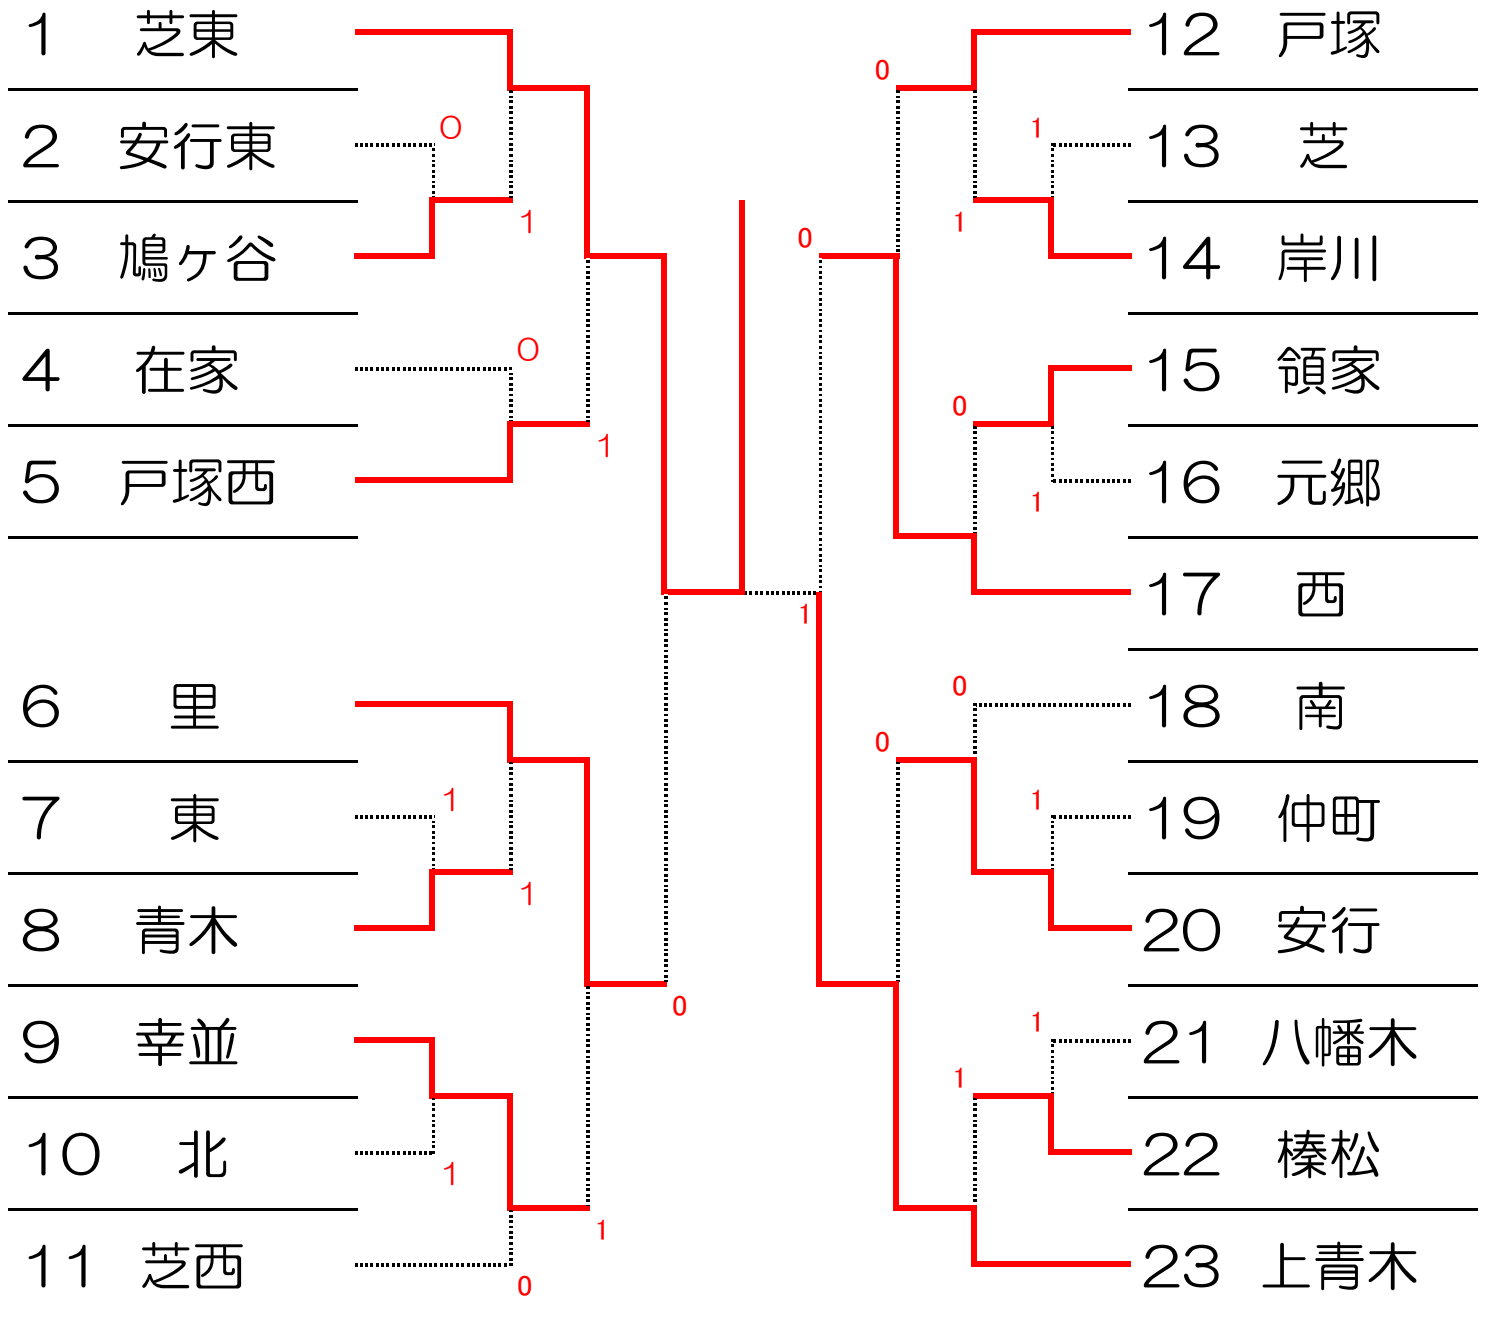 1 芝東
2 安行東
0
3 鳩ヶ谷
1
4 在家
0
5 戸塚西
1
6 里
7 東
1
8 青木
1
9 幸並
0
10 北
1
11 芝西
1
0
12 戸塚
0
13 芝
1
14 岸川
1
0
15 領家
0
16 元郷
1
17 西
1
18 南
0
0
19 仲町
1
20 安行
21 八幡木
1
22 榛松
1
23 上青木